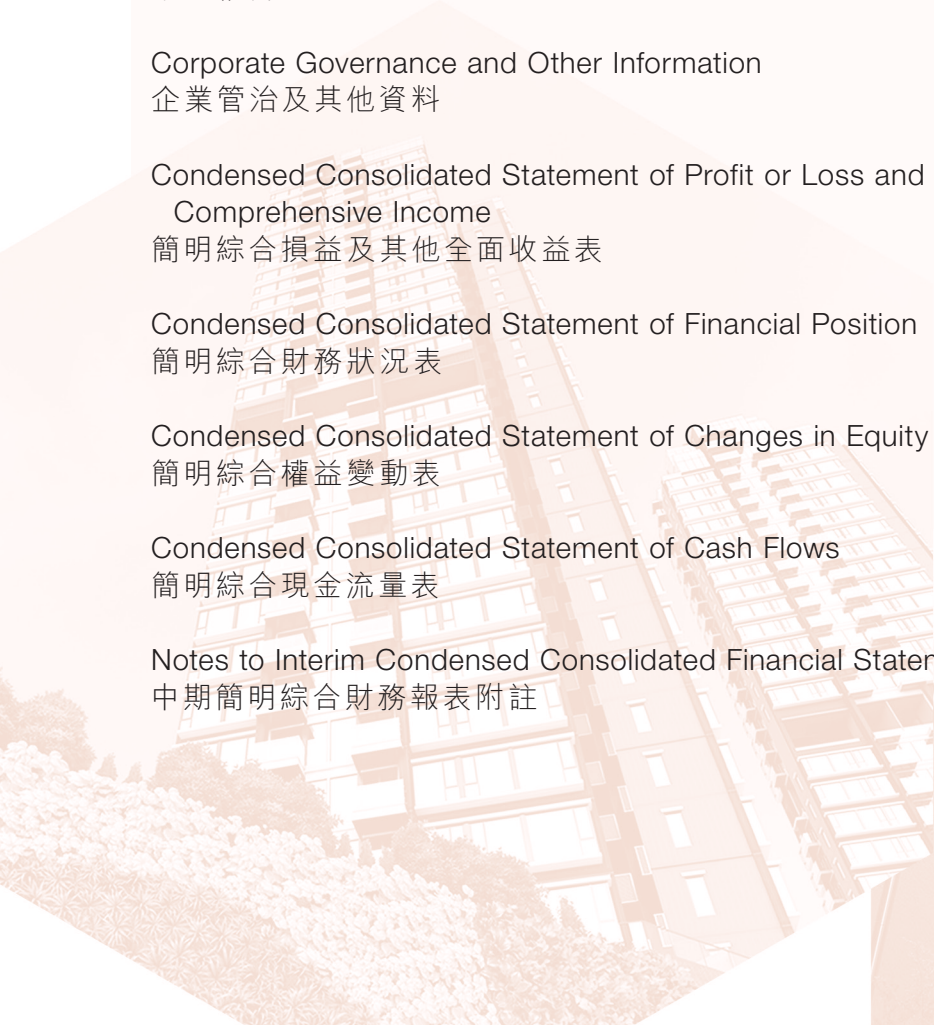 Corporate Governance and Other Information
企業管治及其他資料
Condensed Consolidated Statement of Profit or Loss and
Comprehensive Income
簡明綜合損益及其他全面收益表
Condensed Consolidated Statement of Financial Position
簡明綜合財務狀況表
Condensed Consolidated Statement of Changes in Equity
簡明綜合權益變動表
Condensed Consolidated Statement of Cash Flows
簡明綜合現金流量表
Notes to Interim Condensed Consolidated Financial
中期簡明綜合財務報表附註